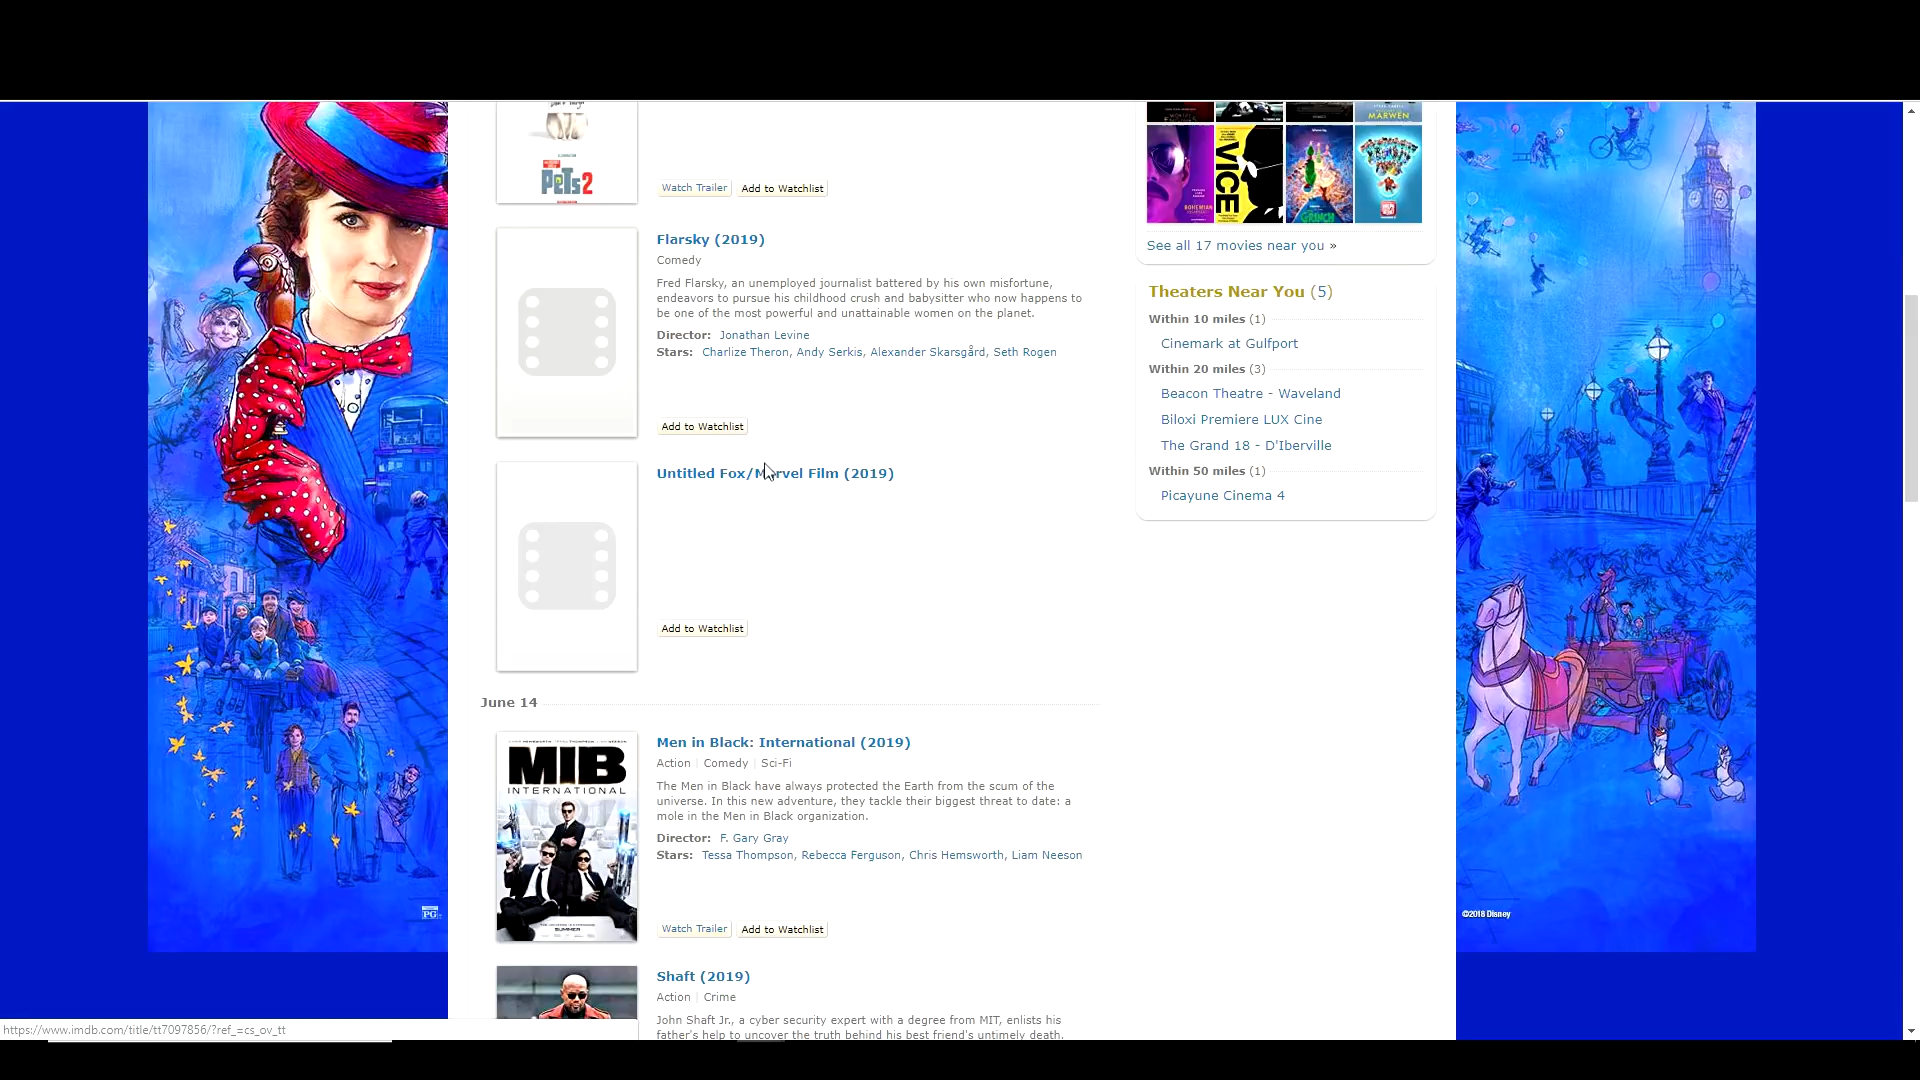 PETS2
Watch Trailer
Add to Watchlist
Flarsky (2019)
Comedy
Fred Flarsky, an unemployed journalist battered by his own misfortune,
endeavors to pursue his childhood crush and babysitter who now happens to
be one of the most powerful and unattainable women on the planet.
Director: Jonathan Levine
Stars: Charlize Theron, Andy Serkis, Alexander Skarsgård, Seth Rogen
Add to Watchlist
Untitled Fox/Marvel Film (2019)
Add to Watchlist
June 14
MIB
INTERNATIONAL
SUMMER
Men in Black: International (2019)
Action | Comedy | Sci-Fi
The Men in Black have always protected the Earth from the scum of the
universe. In this new adventure, they tackle their biggest threat to date: a
mole in the Men in Black organization.
Director: F. Gary Gray
Stars: Tessa Thompson, Rebecca Ferguson, Chris Hemsworth, Liam Neeson
Watch Trailer
Add to Watchlist
Shaft (2019)
Action | Crime
John Shaft Jr., a cyber security expert with a degree from MIT, enlists his
father's help to uncover the truth behind his best friend's untimely death.
MARWEN
BOHEMIAN
VICE
GRINCH
See all 17 movies near you »
Theaters Near You (5)
Within 10 miles (1)
Cinemark at Gulfport
Within 20 miles (3)
Beacon Theatre - Waveland
Biloxi Premiere LUX Cine
The Grand 18 - D'Iberville
Within 50 miles (1)
Picayune Cinema 4
PG
©2018 Disney
https://www.imdb.com/title/tt7097856/?ref_=cs_ov_tt